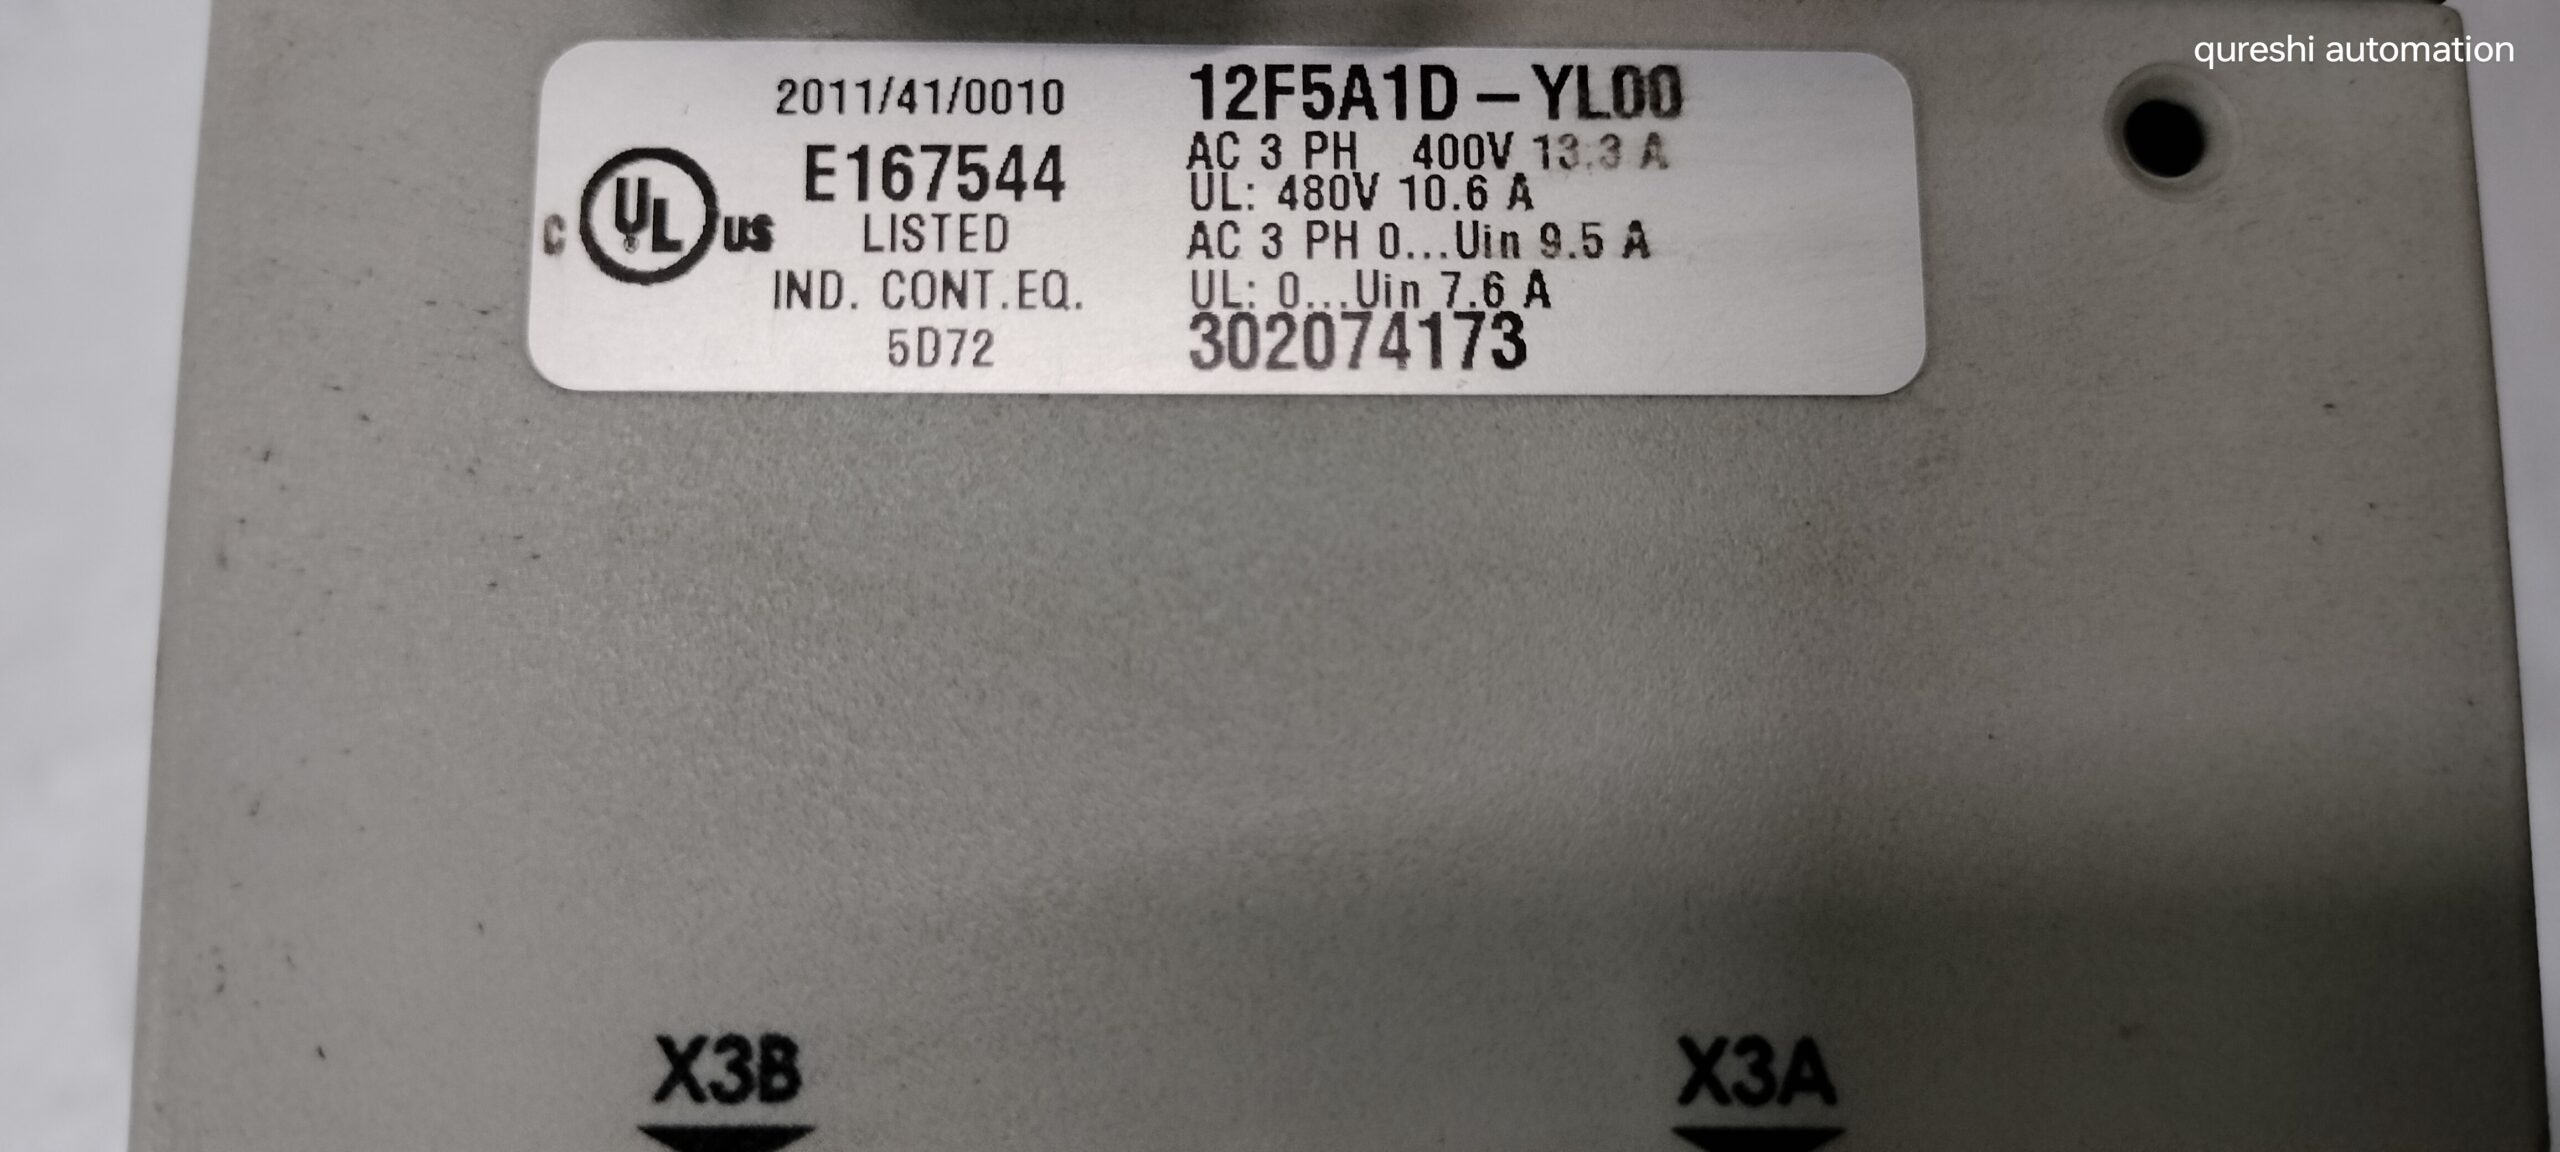 qureshi automation
2011/41/0010
E167544
C UL US
LISTED
IND. CONT.EQ.
5D72
12F5A1D-YL00
AC 3 PH 400V 13.3 A
UL: 480V 10.6 A
AC 3 PH 0...Uin 9.5 A
UL: 0...Uin 7.6 A
302074173
X3B
X3A